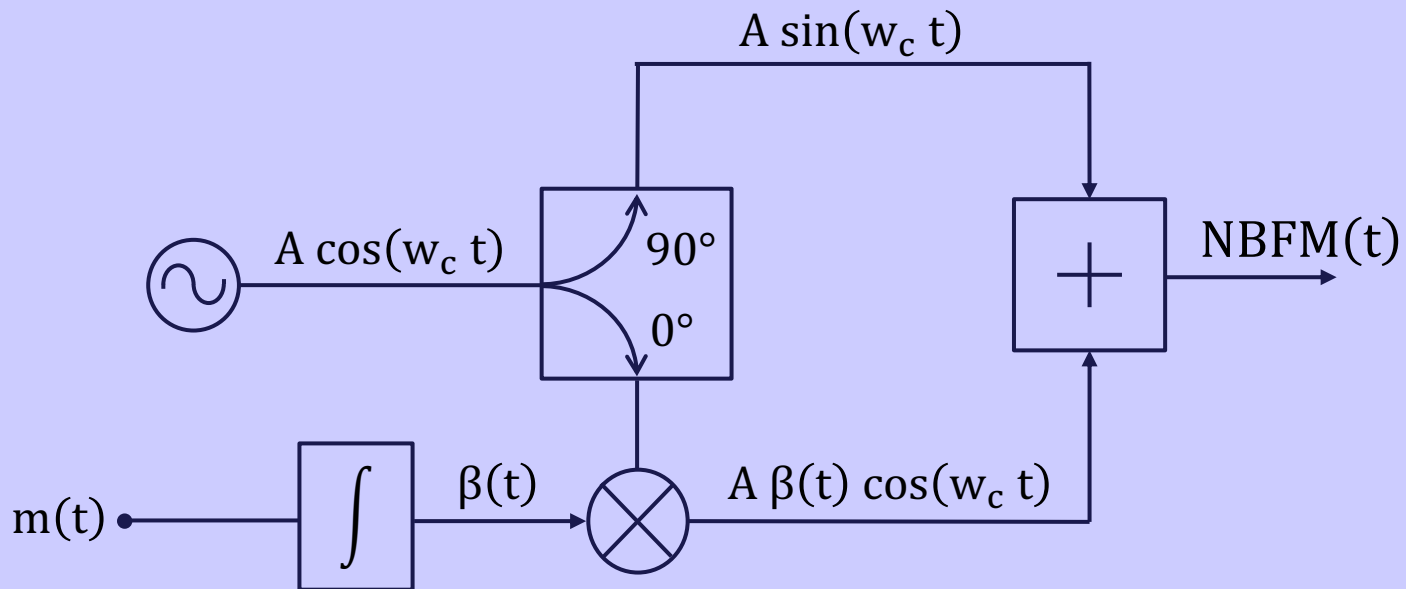 A sin(w_c t)
A cos(w_c t)
90°
0°
+
NBFM(t)
m(t)
∫
β(t)
A β(t) cos(w_c t)